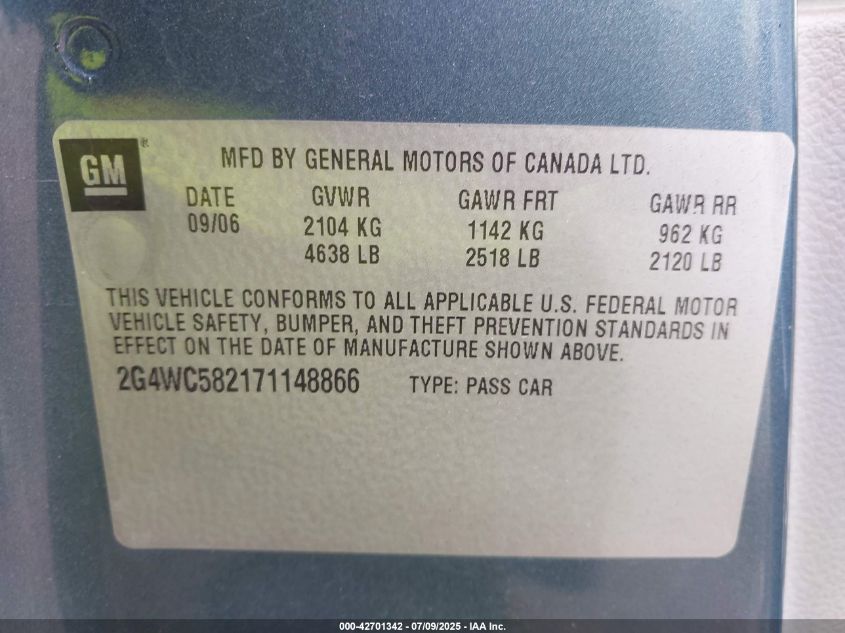 GM®
MFD BY GENERAL MOTORS OF CANADA LTD.
DATE GVWR GAWR FRT GAWR RR
09/06 2104 KG 1142 KG 962 KG
4638 LB 2518 LB 2120 LB
THIS VEHICLE CONFORMS TO ALL APPLICABLE U.S. FEDERAL MOTOR
VEHICLE SAFETY, BUMPER, AND THEFT PREVENTION STANDARDS IN
EFFECT ON THE DATE OF MANUFACTURE SHOWN ABOVE.
2G4WC582171148866 TYPE: PASS CAR
000-42701342 - 07/09/2025 - IAA Inc.